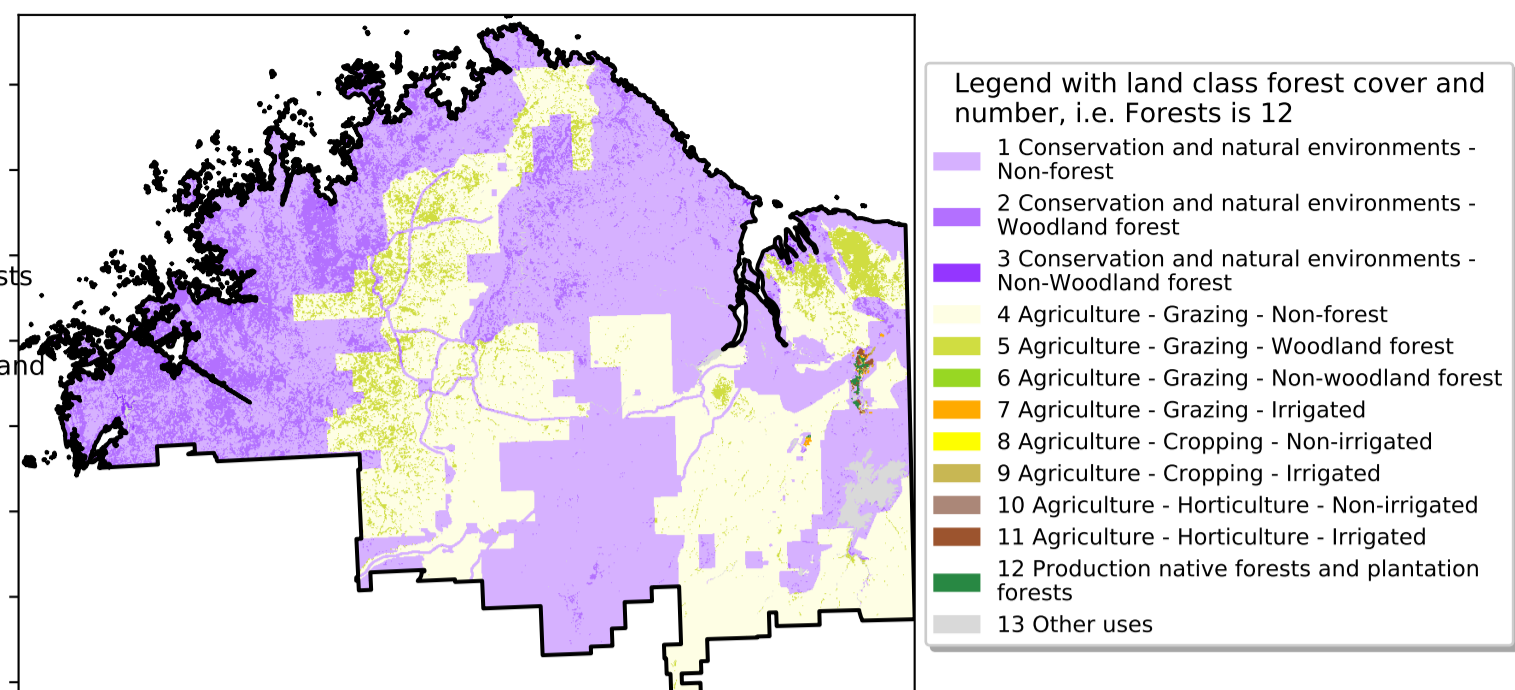 Legend with land class forest cover and
number, i.e. Forests is 12
1 Conservation and natural environments -
Non-forest
2 Conservation and natural environments -
Woodland forest
3 Conservation and natural environments -
Non-Woodland forest
4 Agriculture - Grazing - Non-forest
5 Agriculture - Grazing - Woodland forest
6 Agriculture - Grazing - Non-woodland forest
7 Agriculture - Grazing - Irrigated
8 Agriculture - Cropping - Non-irrigated
9 Agriculture - Cropping - Irrigated
10 Agriculture - Horticulture - Non-irrigated
11 Agriculture - Horticulture - Irrigated
12 Production native forests and plantation
forests
13 Other uses
sts
and